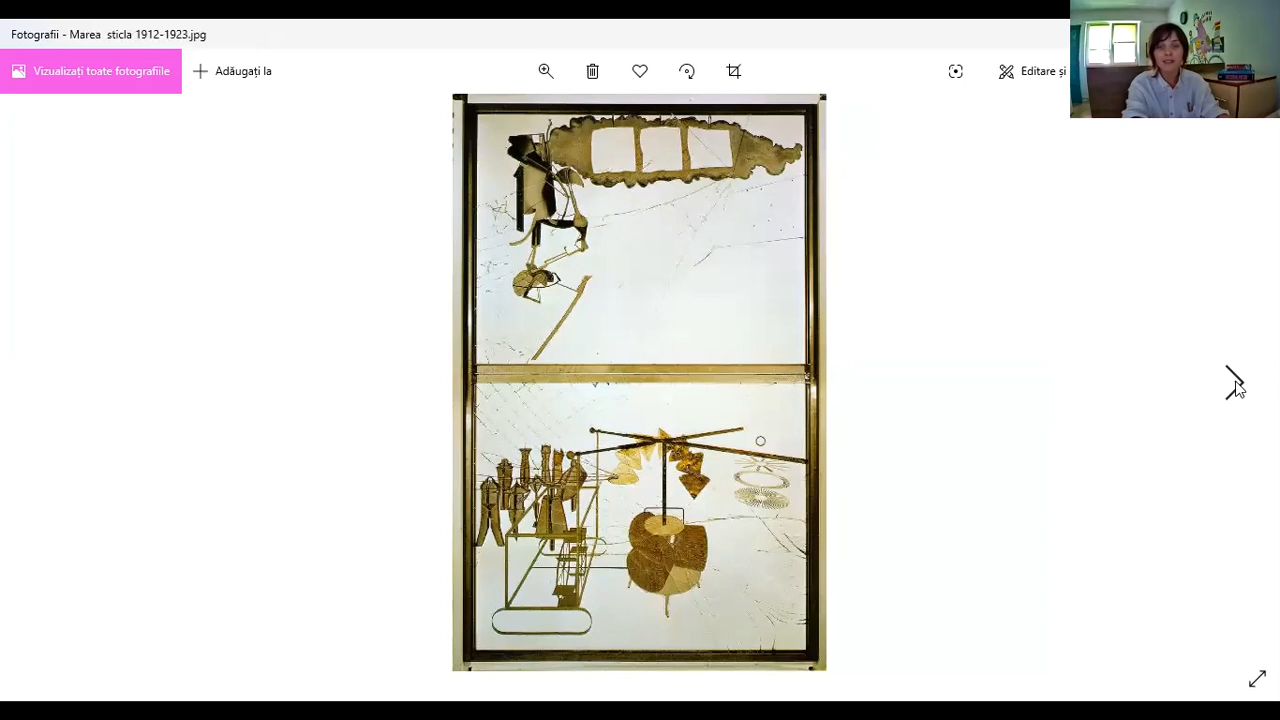 Fotografii - Marea sticla 1912-1923.jpg
Vizualizați toate fotografiile
Adăugați la
Editare și